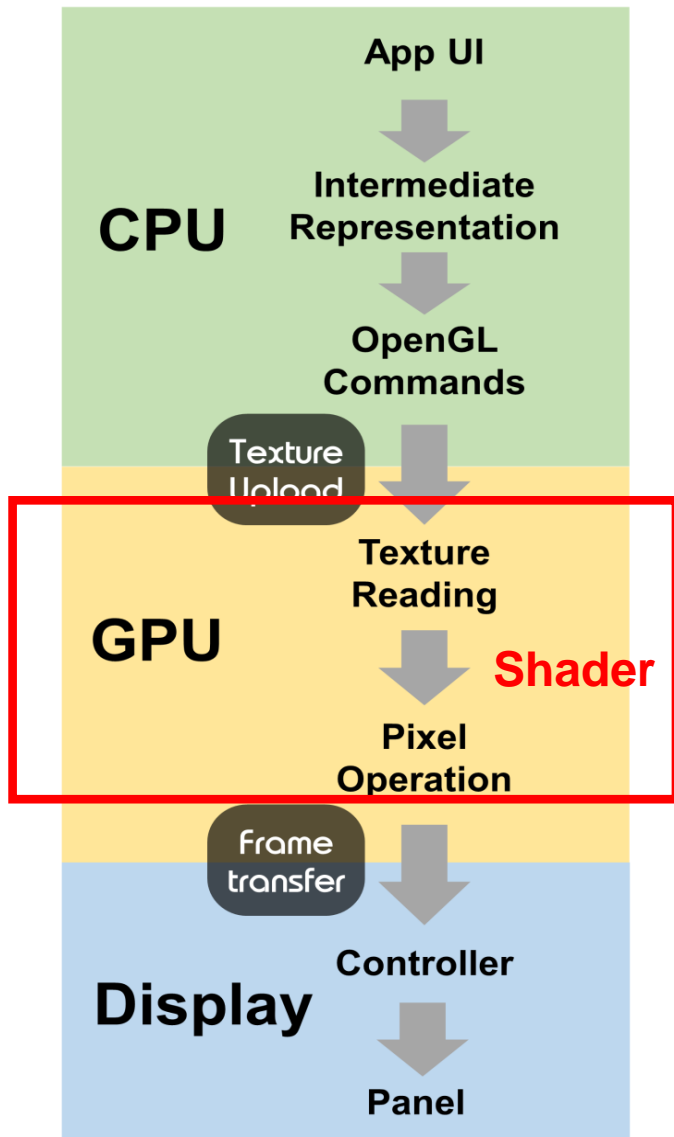 App UI
Intermediate
Representation
CPU
OpenGL
Commands
Texture
Upload
Texture
Reading
GPU
Shader
Pixel
Operation
Frame
transfer
Controller
Display
Panel